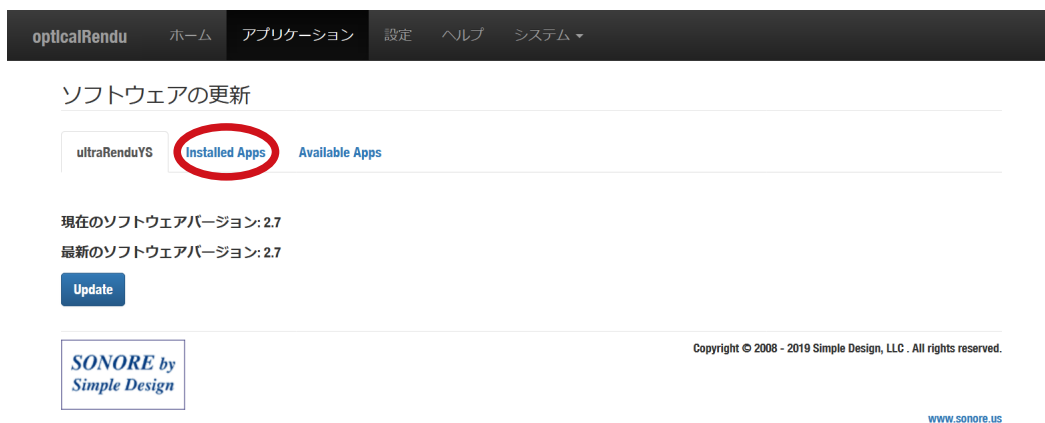 optIcalRendu ホーム アプリケーション 設定 ヘルプ システム
ソフトウェアの更新
ultraRenduYS Installed Apps Available Apps
現在のソフトウェアバージョン: 2.7
最新のソフトウェアバージョン: 2.7
Update
SONORE by
Simple Design
Copyright © 2008 - 2019 Simple Design, LLC . All rights reserved.
www.sonore.us